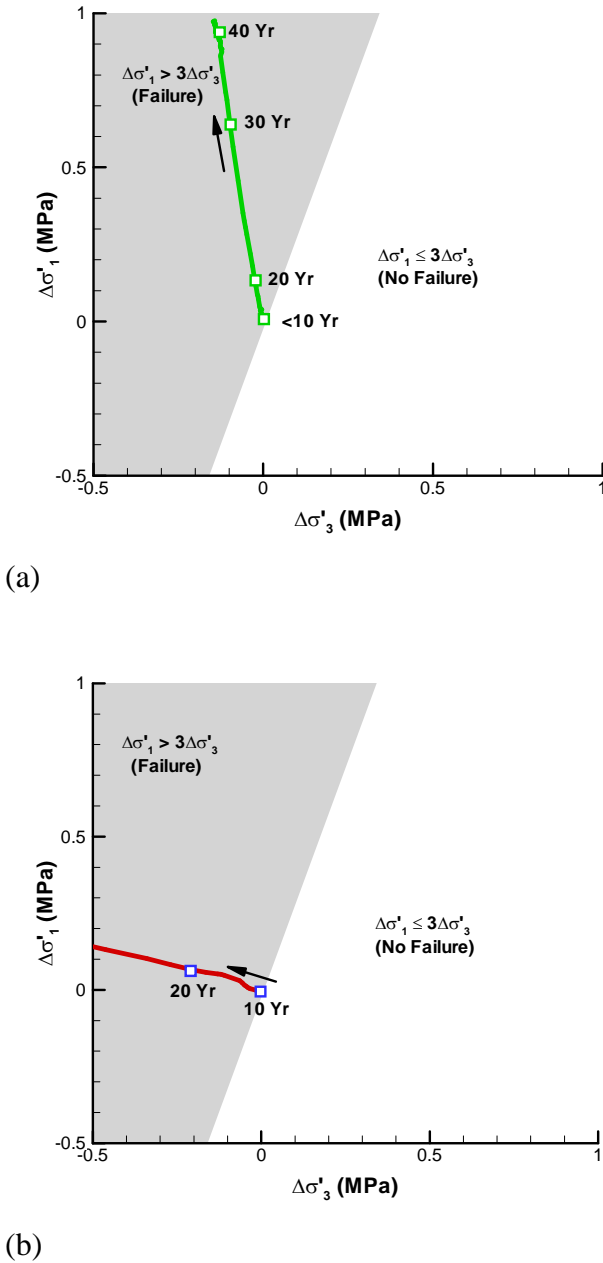 1
40 Yr
Δσ'₁ > 3Δσ'₃
(Failure)
30 Yr
0.5
Δσ'₁ (MPa)
Δσ'₁ ≤ 3Δσ'₃
(No Failure)
20 Yr
0
<10 Yr
-0.5
-0.5 0 0.5 1
Δσ'₃ (MPa)
(a)
1
Δσ'₁ > 3Δσ'₃
(Failure)
0.5
Δσ'₁ (MPa)
Δσ'₁ ≤ 3Δσ'₃
(No Failure)
20 Yr
0
10 Yr
-0.5
-0.5 0 0.5 1
Δσ'₃ (MPa)
(b)